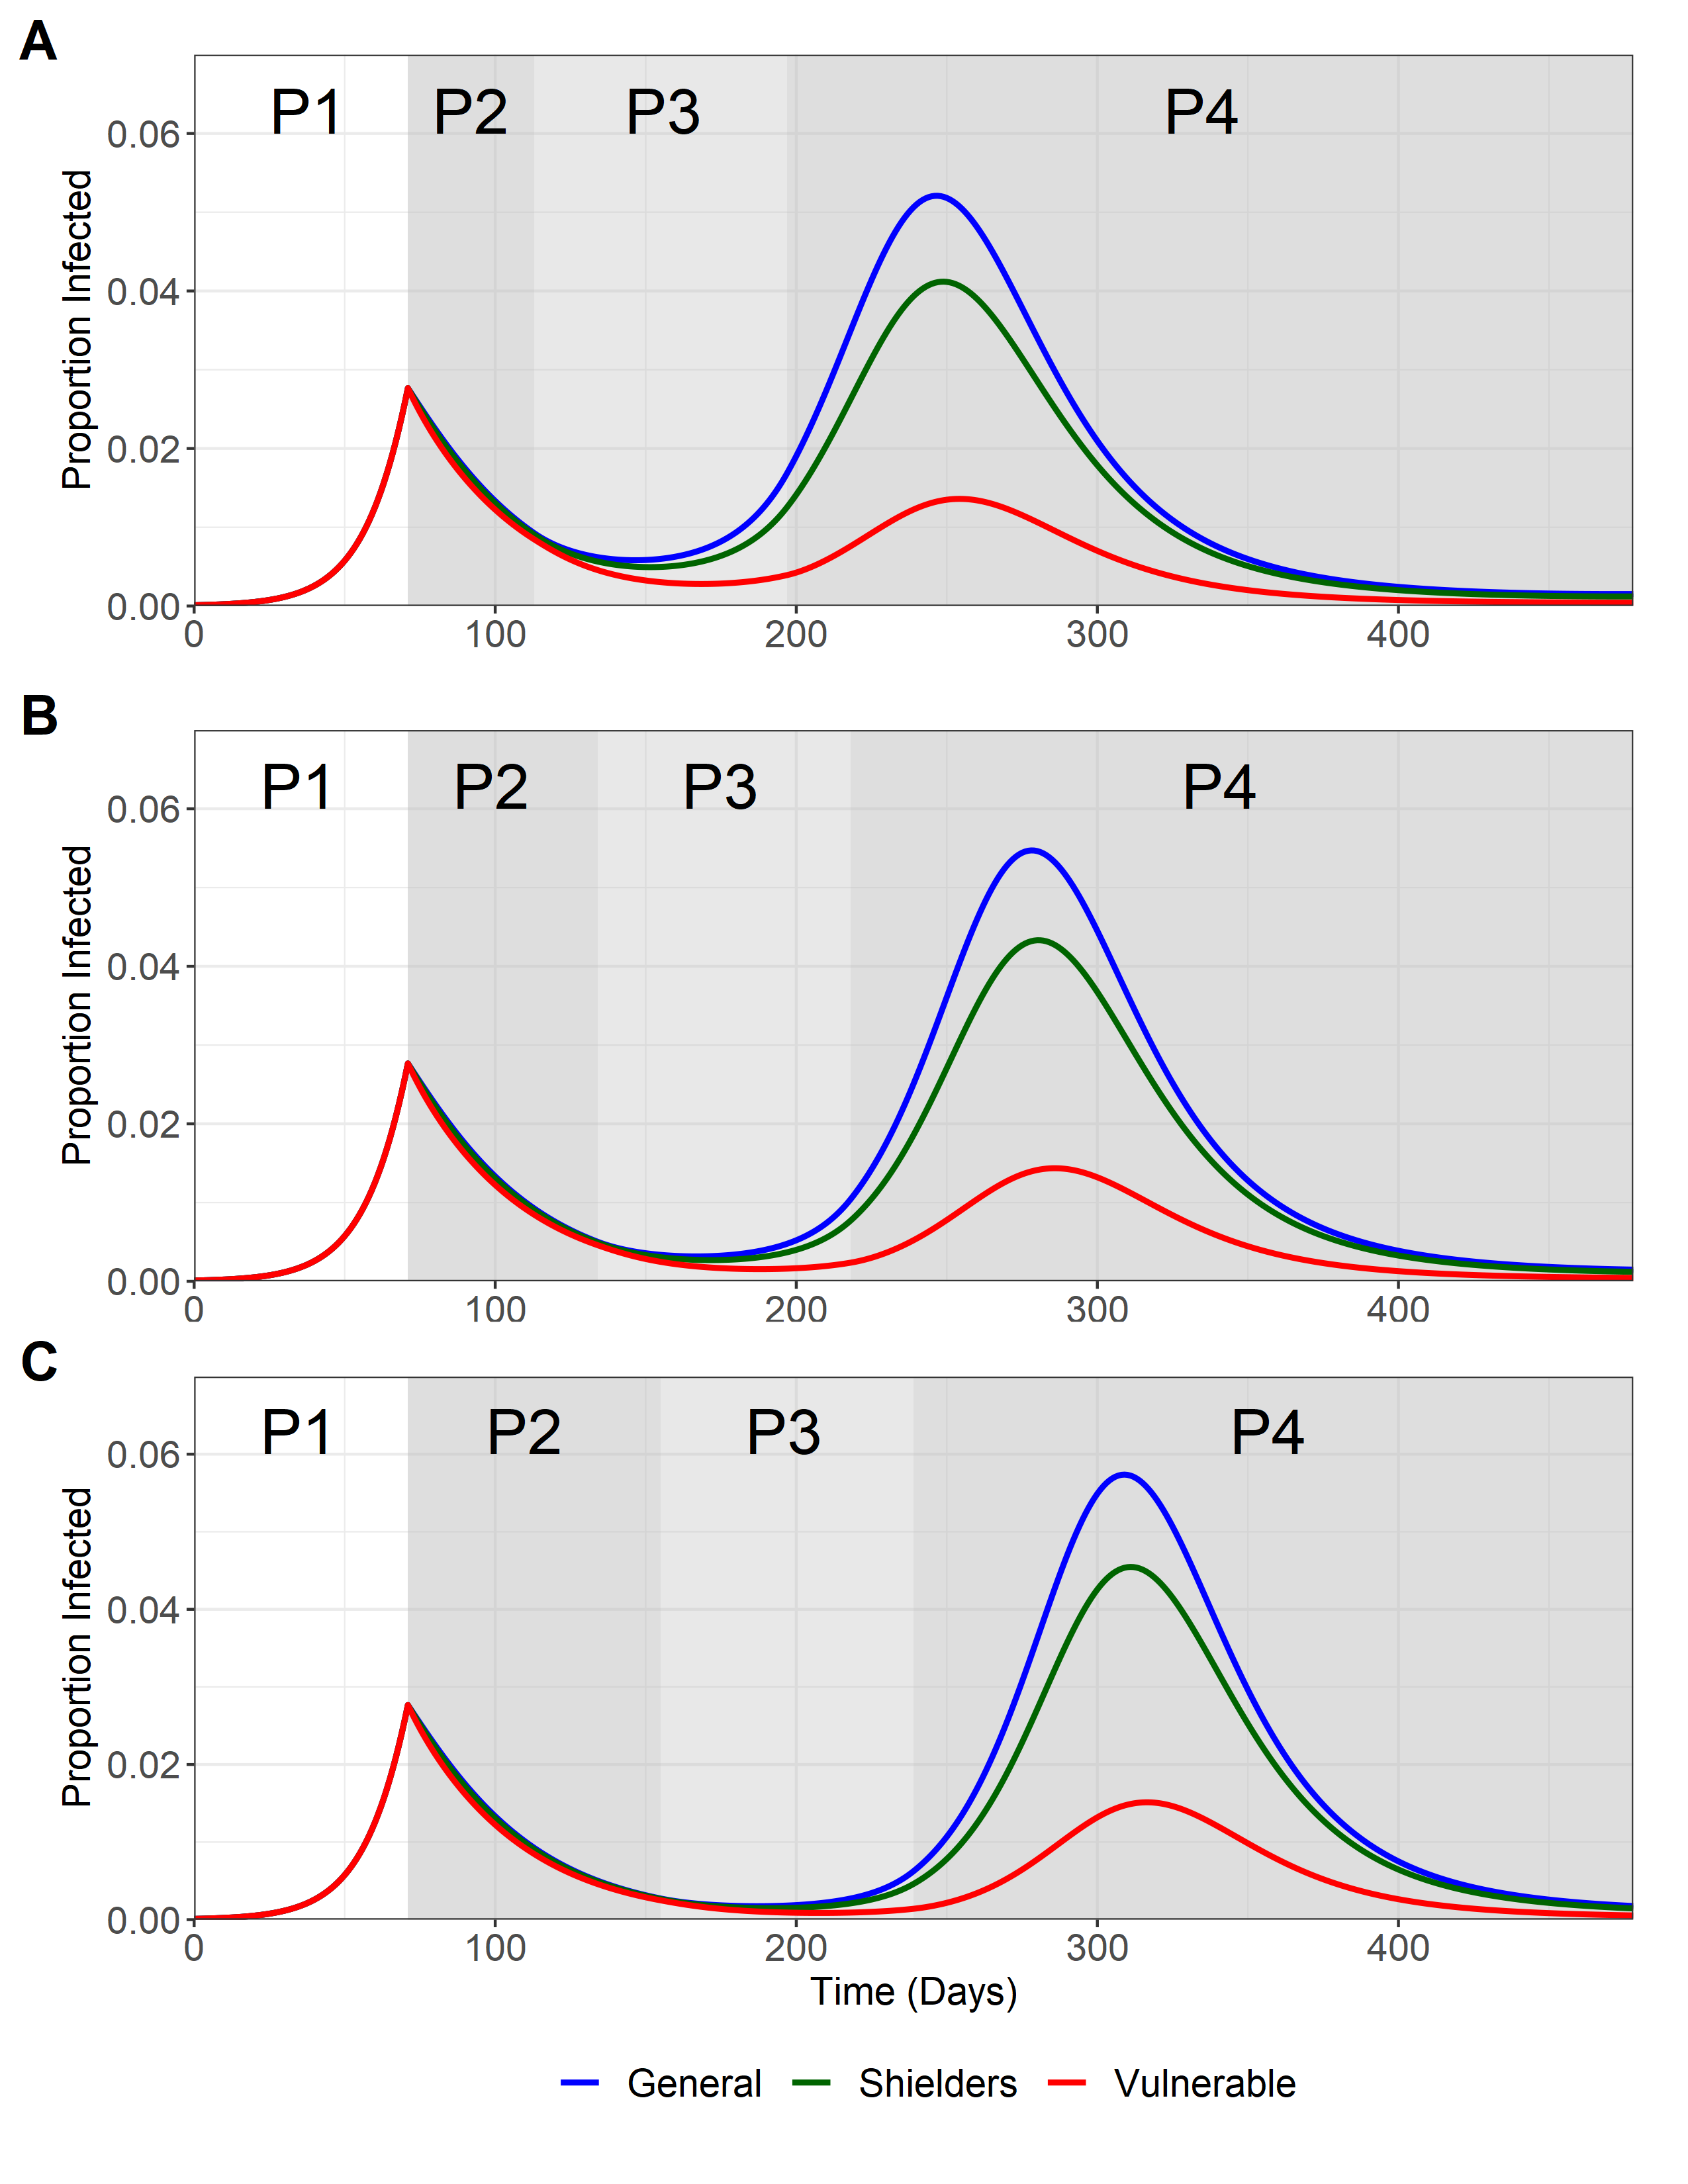 A
P1 P2 P3 P4
0.06
0.04
0.02
0.00
Proportion Infected
0 100 200 300 400
B
P1 P2 P3 P4
0.06
0.04
0.02
0.00
Proportion Infected
0 100 200 300 400
C
P1 P2 P3 P4
0.06
0.04
0.02
0.00
Proportion Infected
0 100 200 300 400
Time (Days)
General Shielders Vulnerable